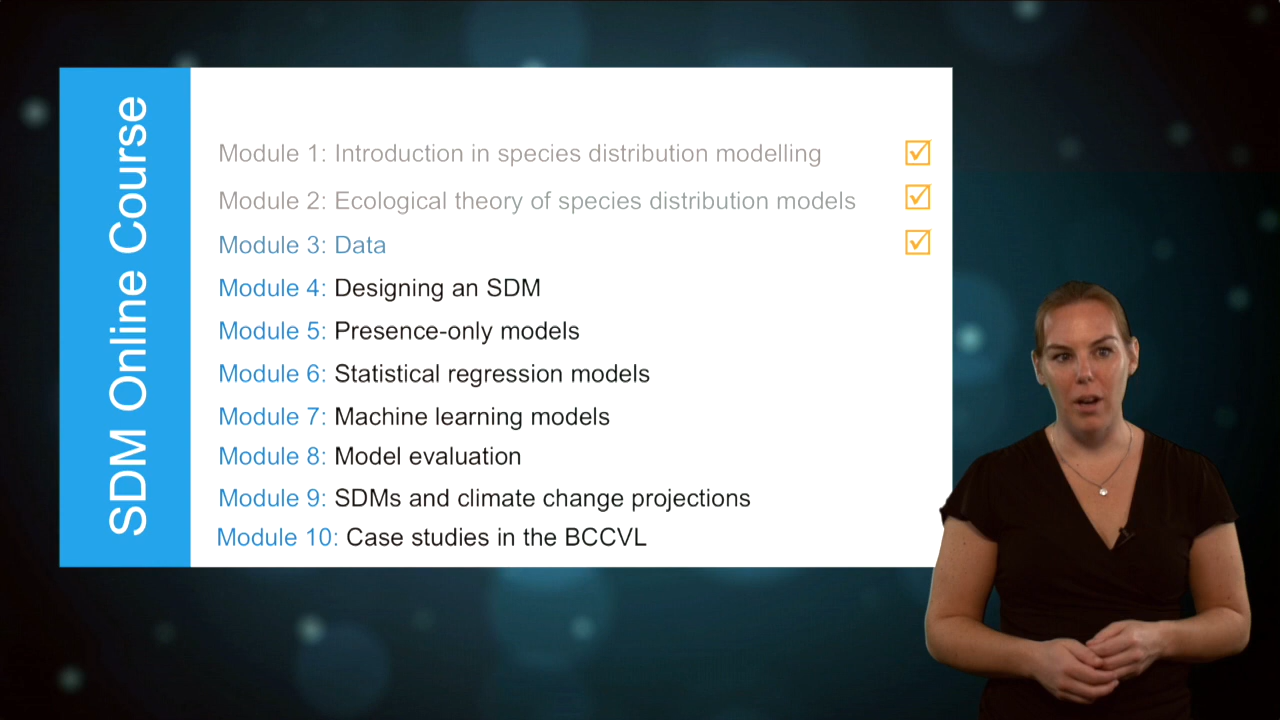 SDM Online Course
Module 1: Introduction in species distribution modelling
Module 2: Ecological theory of species distribution models
Module 3: Data
Module 4: Designing an SDM
Module 5: Presence-only models
Module 6: Statistical regression models
Module 7: Machine learning models
Module 8: Model evaluation
Module 9: SDMs and climate change projections
Module 10: Case studies in the BCCVL